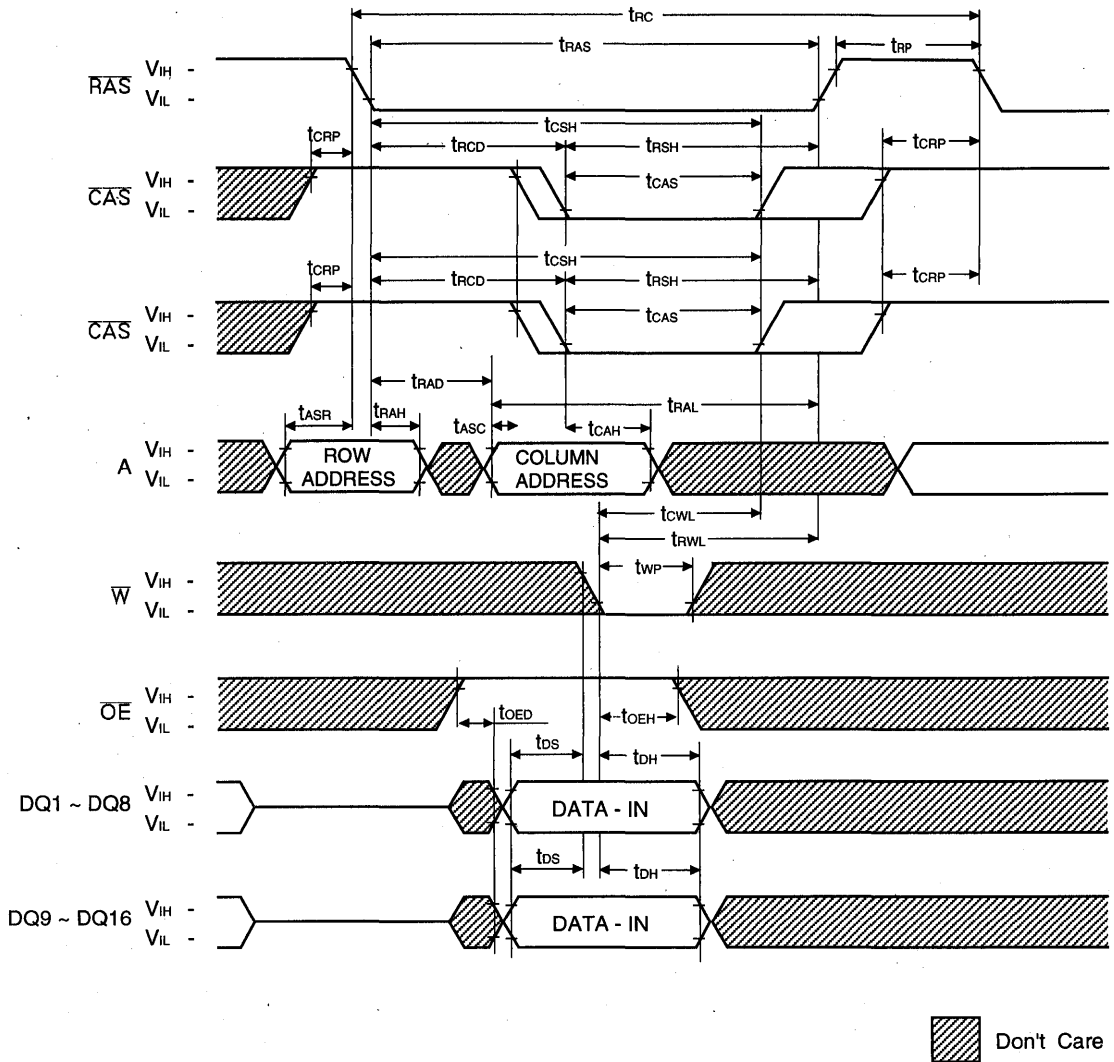 tRC
tRAS
tRP
RAS
VIH -
VIL -
tCSH
tCRP
tRCD
tRSH
tCRP
CAS
VIH -
VIL -
tCAS
tCSH
tCRP
tRCD
tRSH
tCRP
CAS
VIH -
VIL -
tCAS
tRAD
tRAL
tASR
tRAH
tASC
tCAH
A
VIH -
VIL -
ROW
ADDRESS
COLUMN
ADDRESS
tCWL
tRWL
W
VIH -
VIL -
tWP
OE
VIH -
VIL -
tOED
tOEH
tDS
tDH
DQ1 ~ DQ8
VIH -
VIL -
DATA - IN
tDS
tDH
DQ9 ~ DQ16
VIH -
VIL -
DATA - IN
Don't Care